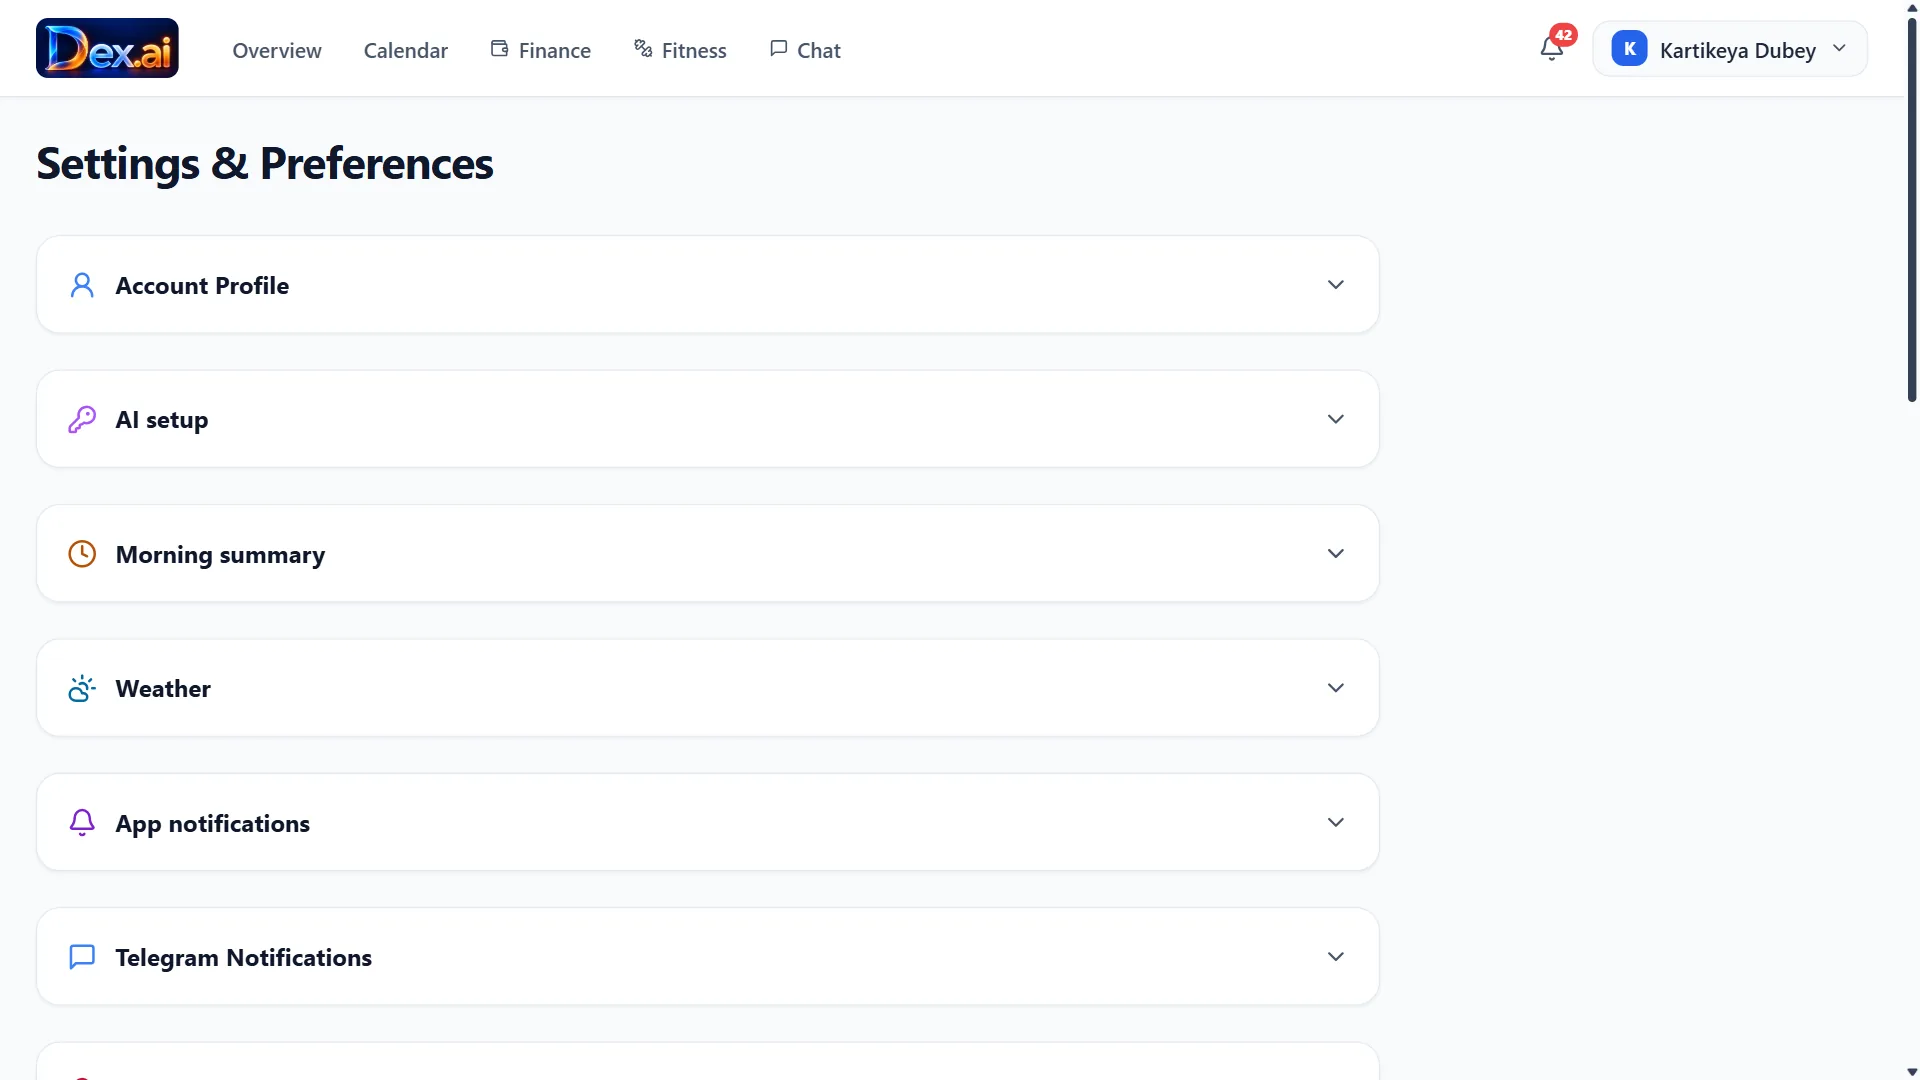 Dex.ai
Overview
Calendar
Finance
Fitness
Chat
42
K
Kartikeya Dubey
Settings & Preferences
Account Profile
AI setup
Morning summary
Weather
App notifications
Telegram Notifications